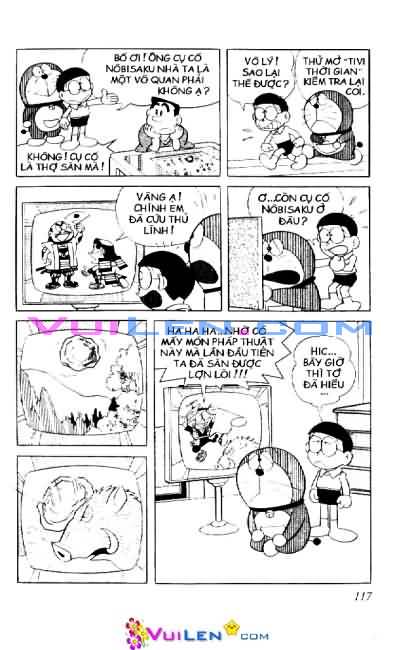 BỐ ƠI! ÔNG CỤ CỐ
NÔBISAKU NHÀ TA LÀ
MỘT VÕ QUAN PHẢI
KHÔNG Ạ?
KHÔNG! CỤ CỐ
LÀ THỢ SĂN MÀ!
VÔ LÝ!
SAO LẠI
THẾ ĐƯỢC?
THỬ MỞ "TIVI
THỜI GIAN"
KIỂM TRA LẠI
COI.
VÂNG Ạ!
CHÍNH EM
ĐÃ CỨU THỦ
LĨNH!
Ơ...CÒN CỤ CỐ
NÔBISAKU Ở
ĐÂU?
HA HA HA...NHỜ CÓ
MẤY MÓN PHÁP THUẬT
NÀY MÀ LẦN ĐẦU TIÊN
TA ĐÃ SĂN ĐƯỢC
LỢN LÒI!!!
HIC...
BÂY GIỜ
THÌ TỚ
ĐÃ HIỂU
...
VUILEN.COM
117
VUILEN.COM